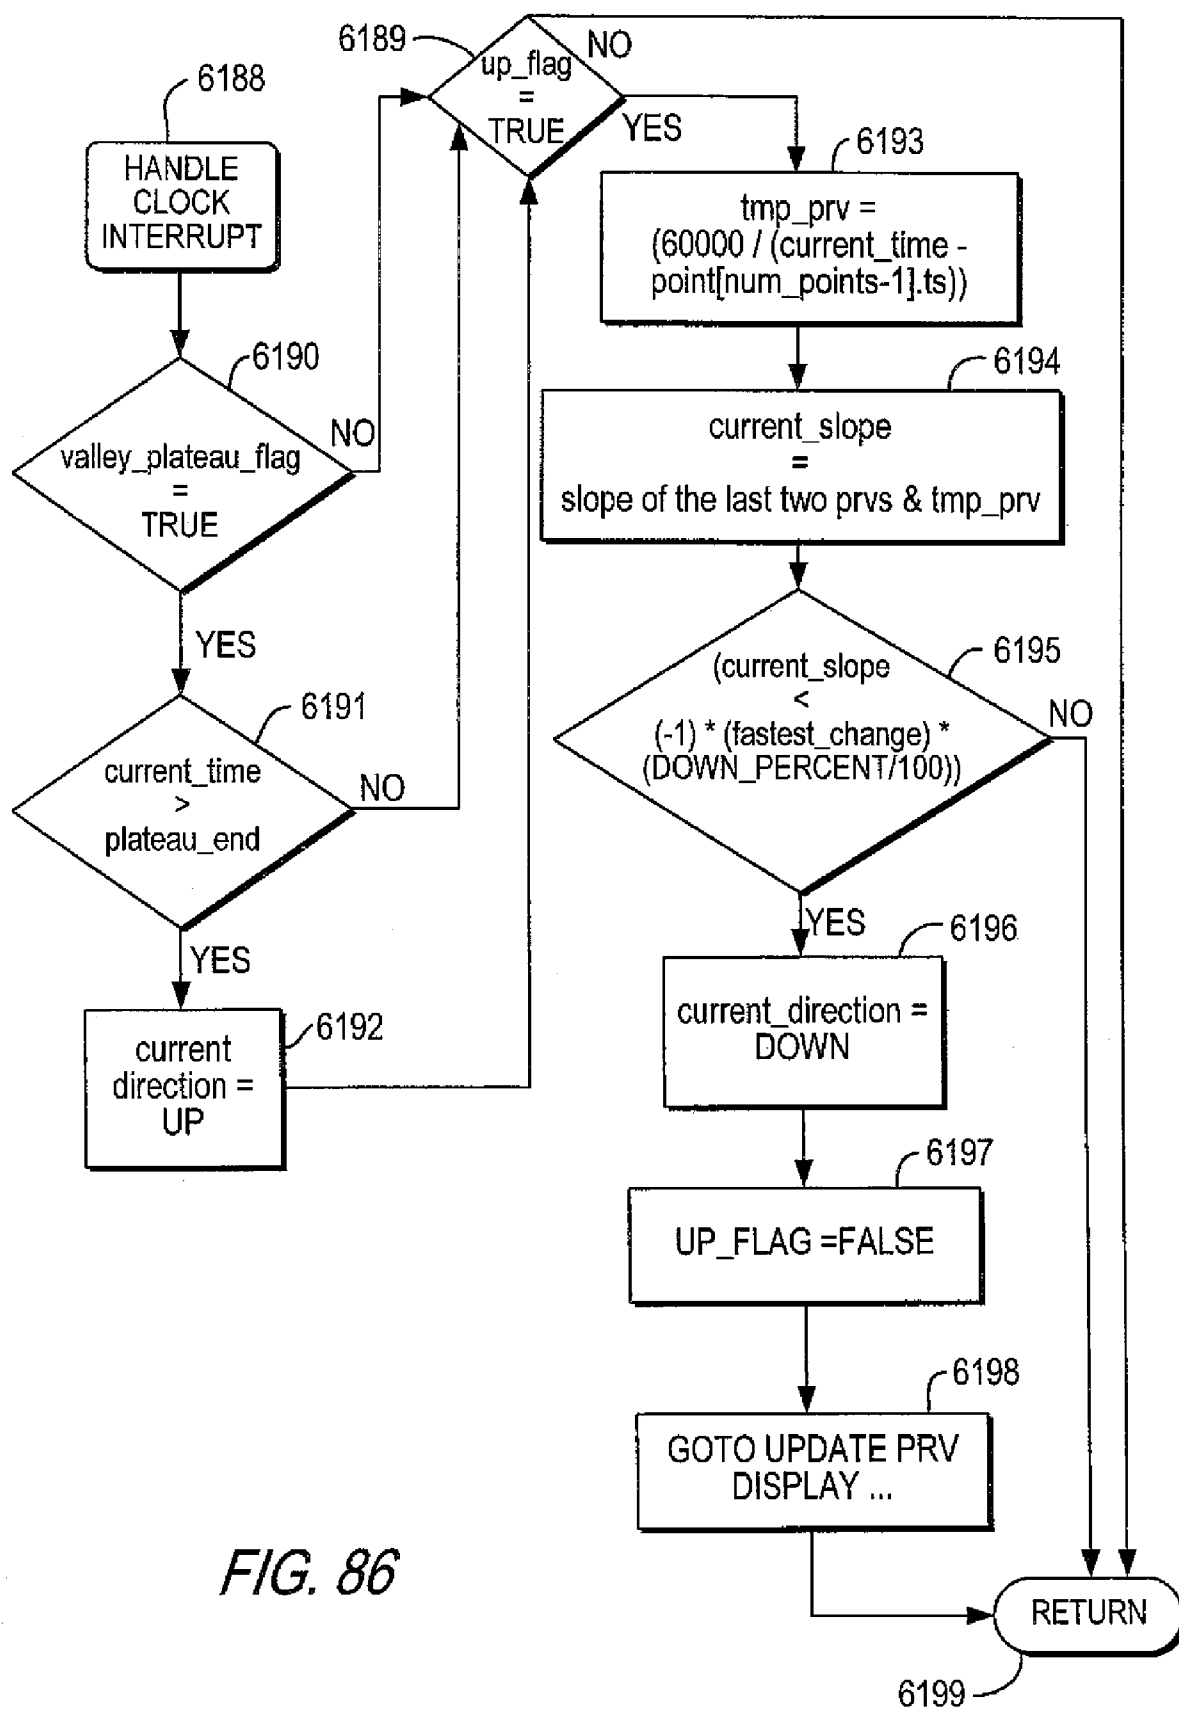 6188
HANDLE
CLOCK
INTERRUPT
6190
valley_plateau_flag
=
TRUE
NO
YES
6191
current_time
>
plateau_end
NO
YES
6192
current
direction =
UP
6189
up_flag
=
TRUE
NO
YES
6193
tmp_prv =
(60000 / (current_time -
point[num_points-1].ts))
6194
current_slope
=
slope of the last two prvs & tmp_prv
6195
(current_slope
<
(-1) * (fastest_change) *
(DOWN_PERCENT/100))
NO
YES
6196
current_direction =
DOWN
6197
UP_FLAG =FALSE
6198
GOTO UPDATE PRV
DISPLAY ...
RETURN
6199
FIG. 86